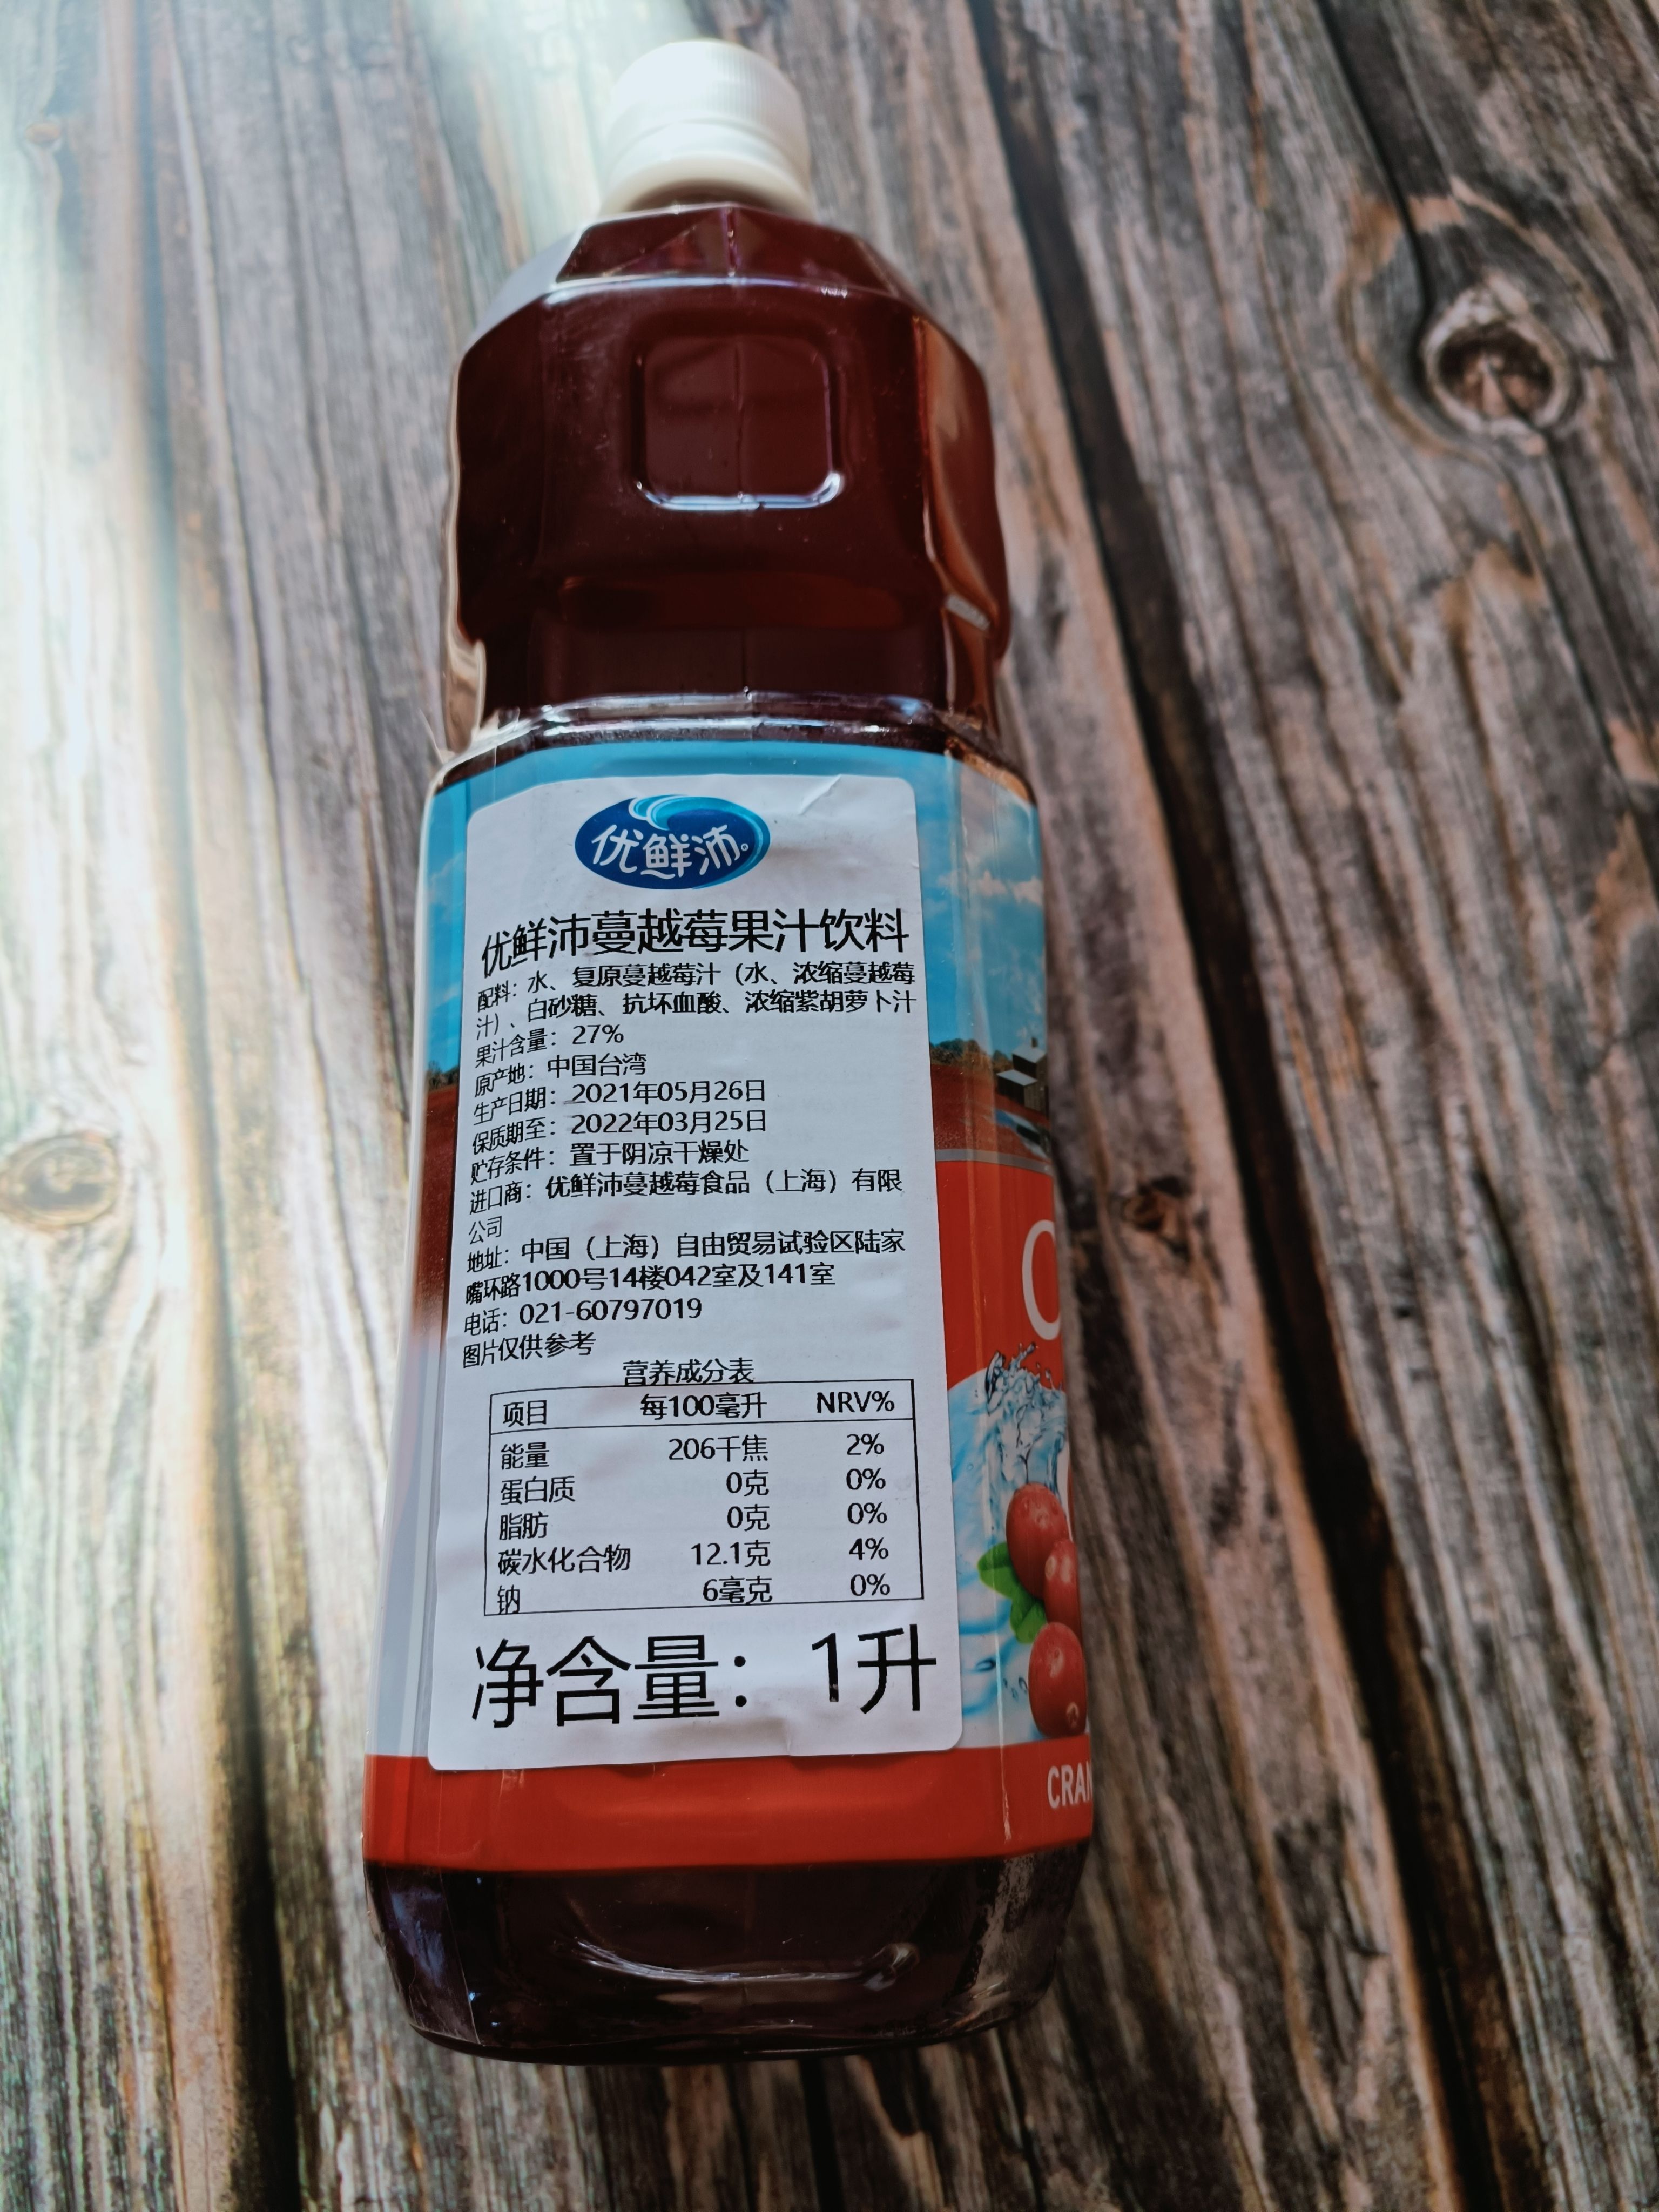 优鲜沛
优鲜沛蔓越莓果汁饮料
配料：水、复原蔓越莓汁（水、浓缩蔓越莓
汁）、白砂糖、抗坏血酸、浓缩紫胡萝卜汁
果汁含量：27%
原产地：中国台湾
生产日期：2021年05月26日
保质期至：2022年03月25日
贮存条件：置于阴凉干燥处
进口商：优鲜沛蔓越莓食品（上海）有限
公司
地址：中国（上海）自由贸易试验区陆家
嘴环路1000号14楼042室及141室
电话：021-60797019
图片仅供参考
营养成分表
项目 每100毫升 NRV%
能量 206千焦 2%
蛋白质 0克 0%
脂肪 0克 0%
碳水化合物 12.1克 4%
钠 6毫克 0%
净含量：1升
CRAN